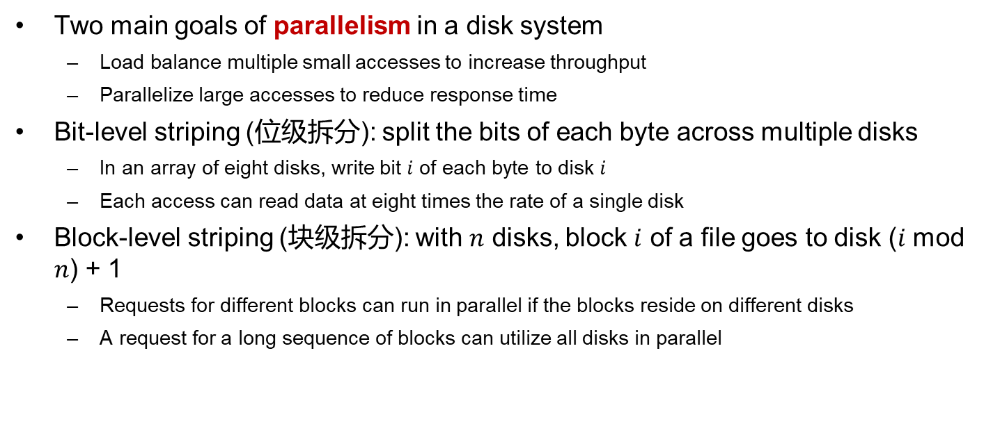 • Two main goals of parallelism in a disk system
– Load balance multiple small accesses to increase throughput
– Parallelize large accesses to reduce response time
• Bit-level striping (位级拆分): split the bits of each byte across multiple disks
– In an array of eight disks, write bit i of each byte to disk i
– Each access can read data at eight times the rate of a single disk
• Block-level striping (块级拆分): with n disks, block i of a file goes to disk (i mod
n) + 1
– Requests for different blocks can run in parallel if the blocks reside on different disks
– A request for a long sequence of blocks can utilize all disks in parallel